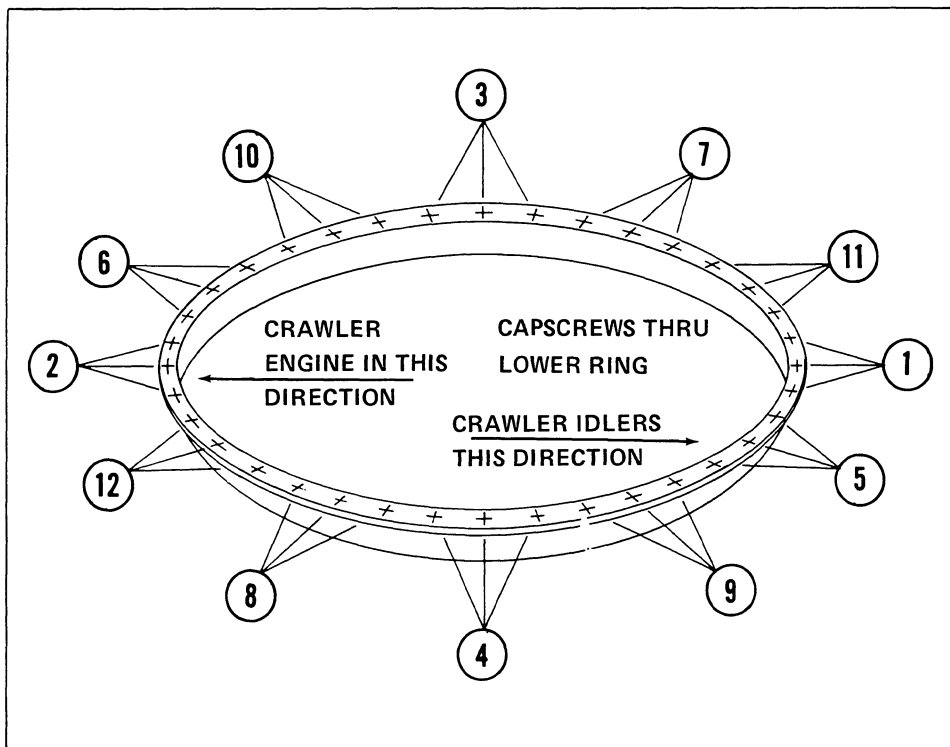 3
10
7
6
11
CRAWLER
ENGINE IN THIS
DIRECTION
CAPSCREWS THRU
LOWER RING
2
1
CRAWLER IDLERS
THIS DIRECTION
12
5
8
9
4